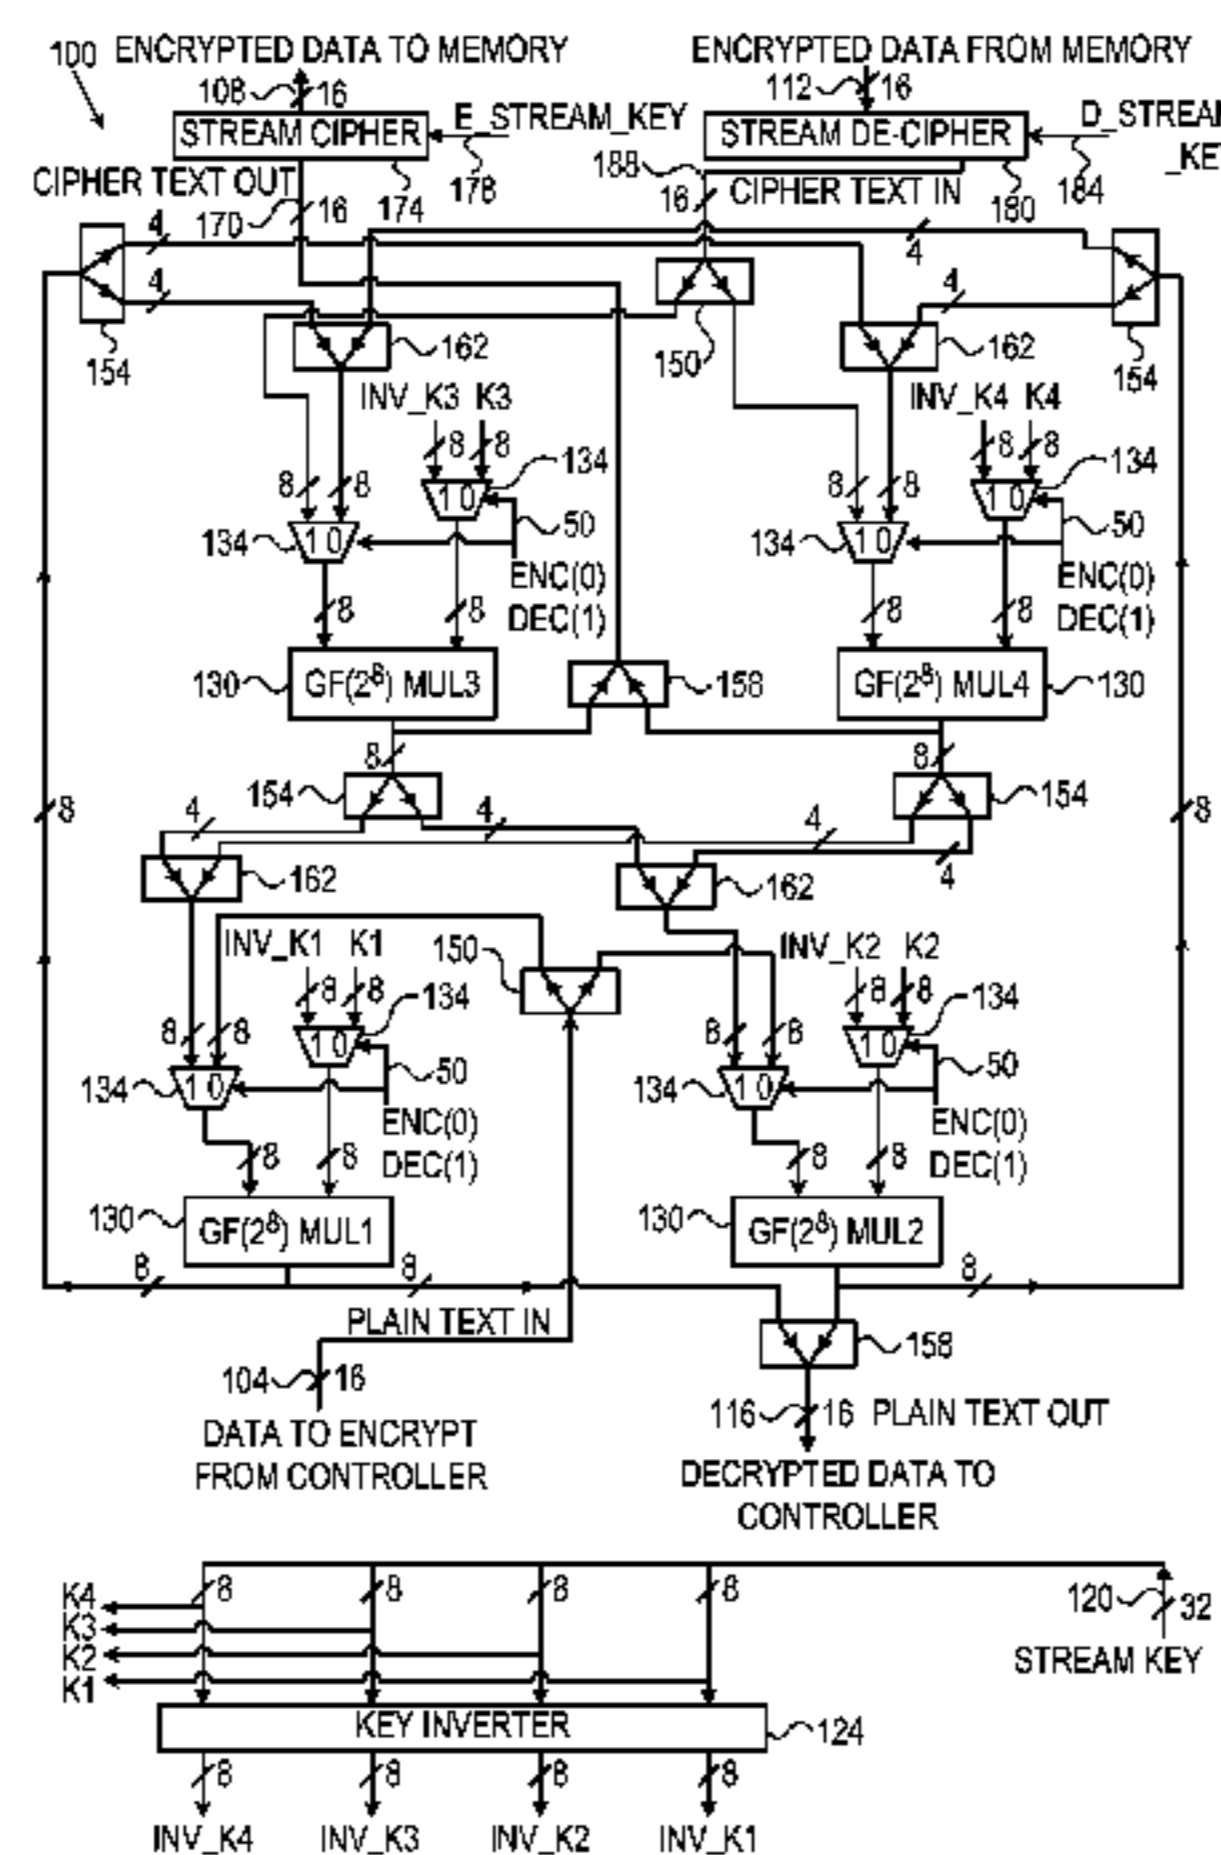 100 ENCRYPTED DATA TO MEMORY ENCRYPTED DATA FROM MEMORY
108 16 112 16
STREAM CIPHER E_STREAM_KEY STREAM DE-CIPHER D_STREAM
_KE
178 188 184
CIPHER TEXT OUT 174 16 CIPHER TEXT IN 180
170 16
4 4
4 4
154 162 150 162 154
INV_K3 K3 INV_K4 K4
8 8 134 8 8 134
8 8 1 0 8 8 1 0
134 1 0 50 134 1 0 50
ENC(0) ENC(0)
8 8 DEC(1) 8 8 DEC(1)
130 GF(2⁸) MUL3 158 GF(2⁸) MUL4 130
8 8
154 154
8 4 4 4 8
4
162 162
INV_K1 K1 150 INV_K2 K2
8 8 134 8 8 134
8 8 1 0 8 8 1 0
134 1 0 50 134 1 0 50
ENC(0) ENC(0)
8 8 DEC(1) 8 8 DEC(1)
130 GF(2⁸) MUL1 130 GF(2⁸) MUL2
8 8 8
PLAIN TEXT IN 158
104 16 116 16 PLAIN TEXT OUT
DATA TO ENCRYPT
FROM CONTROLLER
DECRYPTED DATA TO
CONTROLLER
K4 8 8 8 8 120 32
K3
K2 STREAM KEY
K1
KEY INVERTER 124
8 8 8 8
INV_K4 INV_K3 INV_K2 INV_K1